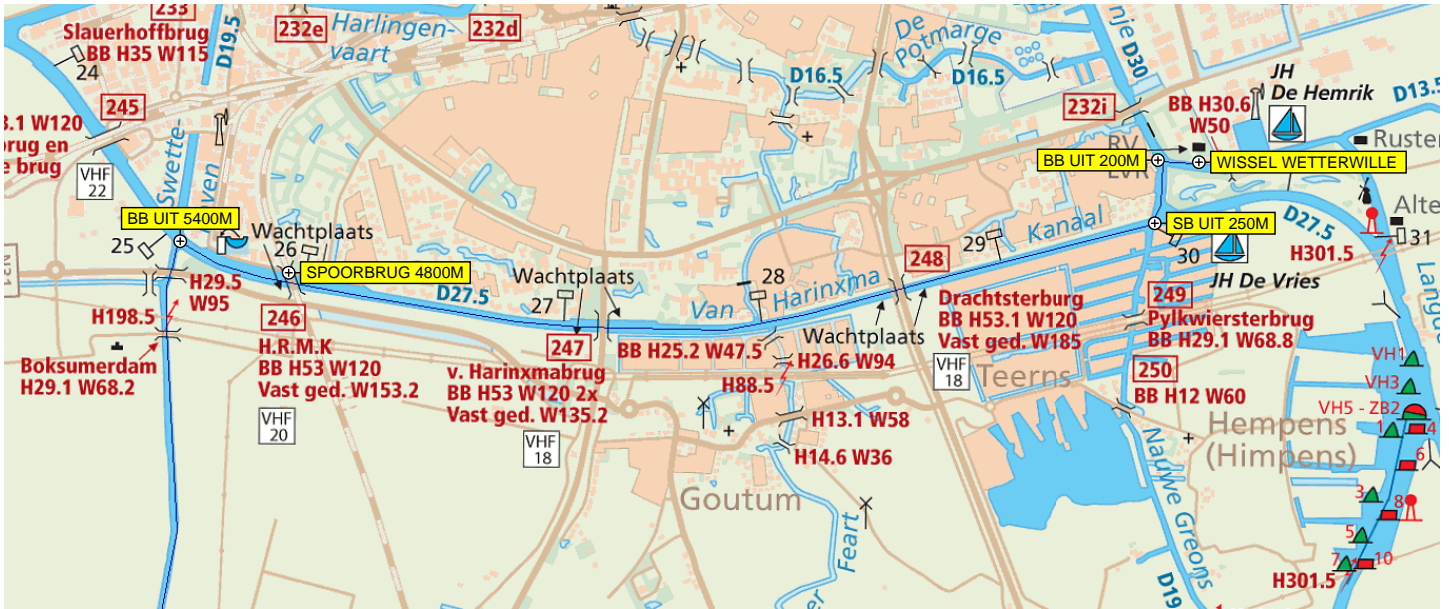 233
Slauerhoffbrug
BB H35 W115
24
D19.5
232e
Harlingen-
vaart
232d
De
Potmarge
D16.5
D16.5
nje D30
232i
JH
De Hemrik
BB H30.6
W50
D13.5
245
3.1 W120
rug en
e brug
VHF
22
Swette-
ven
RV
LVR
BB UIT 200M
WISSEL WETTERWILLE
Ruster
Alte
31
BB UIT 5400M
25
Wachtplaats
26
SPOORBRUG 4800M
N31
H29.5
W95
H198.5
Boksumerdam
H29.1 W68.2
246
H.R.M.K
BB H53 W120
Vast ged. W153.2
VHF
20
D27.5
Wachtplaats
27
247
v. Harinxmabrug
BB H53 W120 2x
Vast ged. W135.2
VHF
18
28
Van Harinxma Kanaal
29
248
SB UIT 250M
30
D27.5
H301.5
JH De Vries
Wachtplaats
BB H25.2 W47.5
H26.6 W94
H88.5
Drachtsterburg
BB H53.1 W120
Vast ged. W185
VHF
18
249
Pylkwiersterbrug
BB H29.1 W68.8
250
BB H12 W60
Teerns
H13.1 W58
H14.6 W36
Goutum
Feart
er
Nauwe Greons
D19
Hempens
(Himpens)
Lang
VH1
VH3
VH5 - ZB2
1
4
6
3
8
5
7
10
H301.5